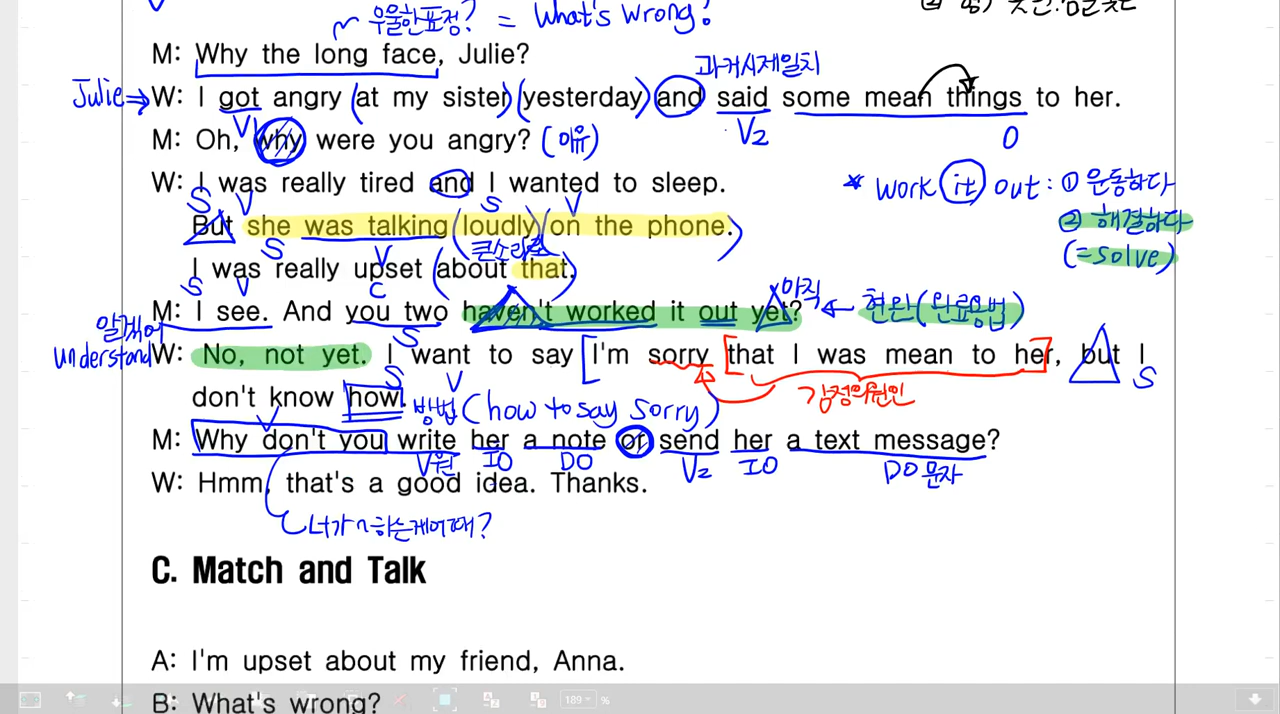 우울한표정? = What's wrong?
M: Why the long face, Julie?
과거시제일치
Julie ⇒ W: I got angry (at my sister) (yesterday) and said some mean things to her.
V1 V2 O
M: Oh, why were you angry? (이유)
W: I was really tired and I wanted to sleep.
S V S V
* work it out : ① 운동하다
② 해결하다
(= solve)
But she was talking (loudly) (on the phone.)
S V 큰소리로
I was really upset (about that.)
S V C
M: I see. And you two haven't worked it out yet? 아직 ← 현완(완료용법)
알겠어 S
understand
W: No, not yet. I want to say [I'm sorry [that I was mean to her], but I
S V 감정의원인 S
don't know how. 방법 (how to say sorry)
V
M: Why don't you write her a note or send her a text message?
V원 IO DO V2 IO DO 문자
W: Hmm, that's a good idea. Thanks.
너가 ~하는게어때?
C. Match and Talk
A: I'm upset about my friend, Anna.
B: What's wrong?
189 %